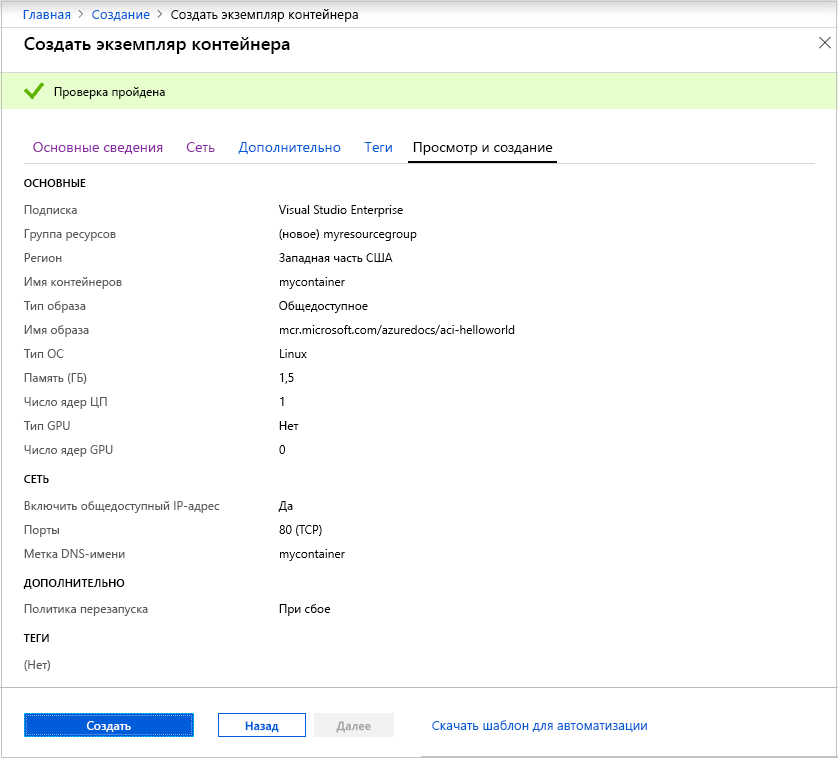 Главная > Создание > Создать экземпляр контейнера
Создать экземпляр контейнера
Проверка пройдена
Основные сведения Сеть Дополнительно Теги Просмотр и создание
ОСНОВНЫЕ
Подписка Visual Studio Enterprise
Группа ресурсов (новое) myresourcegroup
Регион Западная часть США
Имя контейнеров mycontainer
Тип образа Общедоступное
Имя образа mcr.microsoft.com/azuredocs/aci-helloworld
Тип ОС Linux
Память (ГБ) 1,5
Число ядер ЦП 1
Тип GPU Нет
Число ядер GPU 0
СЕТЬ
Включить общедоступный IP-адрес Да
Порты 80 (TCP)
Метка DNS-имени mycontainer
ДОПОЛНИТЕЛЬНО
Политика перезапуска При сбое
ТЕГИ
(Нет)
Создать Назад Далее Скачать шаблон для автоматизации